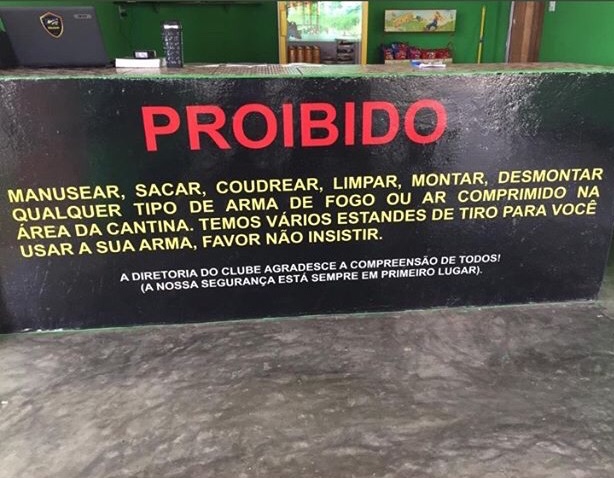 PROIBIDO
MANUSEAR, SACAR, COUDREAR, LIMPAR, MONTAR, DESMONTAR
QUALQUER TIPO DE ARMA DE FOGO OU AR COMPRIMIDO NA
ÁREA DA CANTINA. TEMOS VÁRIOS ESTANDES DE TIRO PARA VOCÊ
USAR A SUA ARMA, FAVOR NÃO INSISTIR.
A DIRETORIA DO CLUBE AGRADESCE A COMPREENSÃO DE TODOS!
(A NOSSA SEGURANÇA ESTÁ SEMPRE EM PRIMEIRO LUGAR).